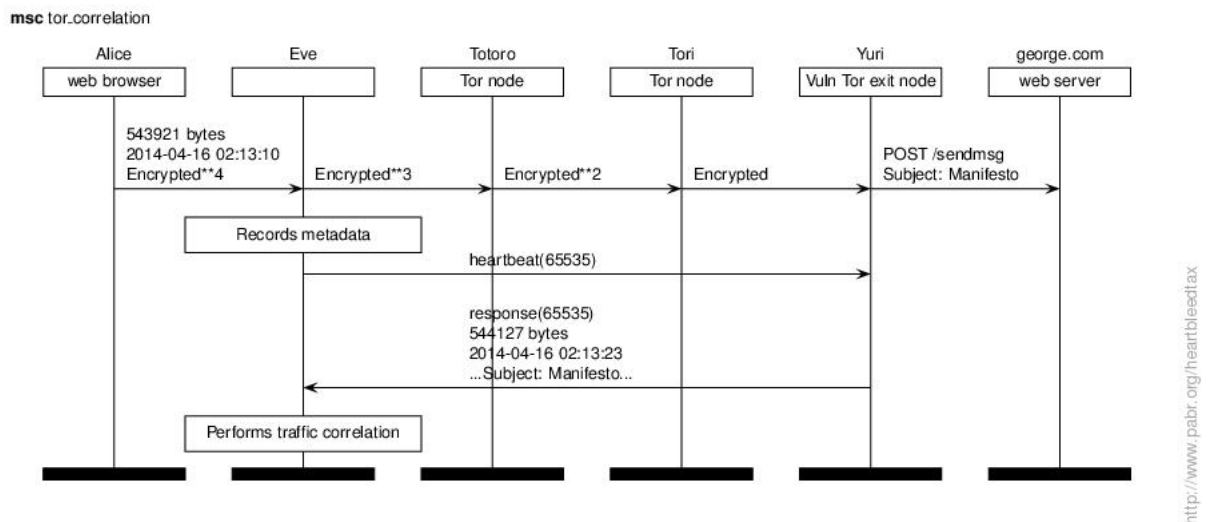 msc tor_correlation
Alice
Eve
Totoro
Tori
Yuri
george.com
web browser
Tor node
Tor node
Vuln Tor exit node
web server
543921 bytes
2014-04-16 02:13:10
Encrypted**4
Encrypted**3
Encrypted**2
Encrypted
POST /sendmsg
Subject: Manifesto
Records metadata
heartbeat(65535)
response(65535)
544127 bytes
2014-04-16 02:13:23
...Subject: Manifesto...
Performs traffic correlation
http://www.pabr.org/heartbleedtax